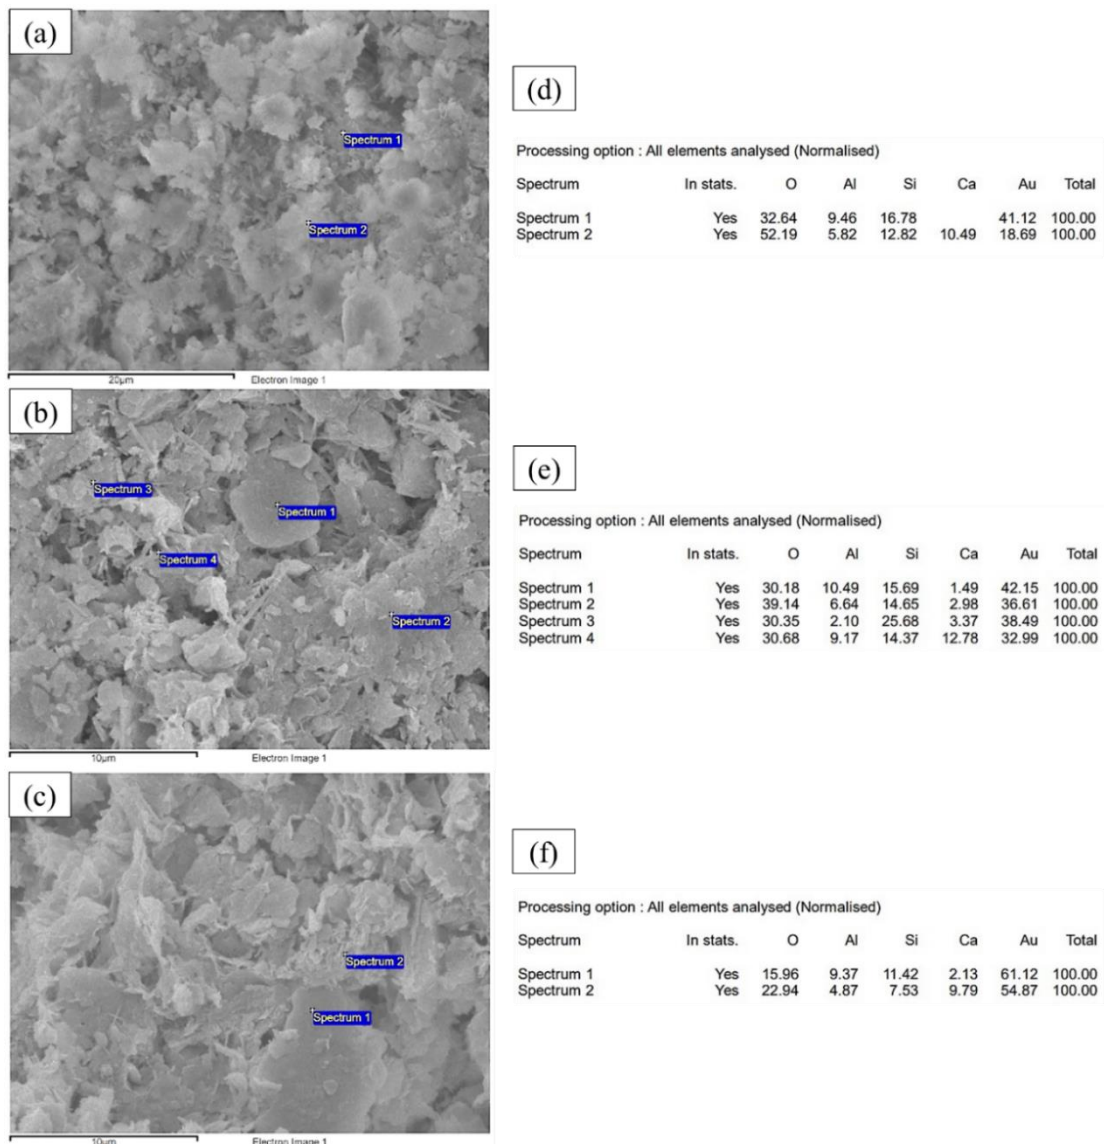 (a)
Spectrum 1
Spectrum 2
20µm Electron Image 1
(d)
Processing option : All elements analysed (Normalised)
Spectrum In stats. O Al Si Ca Au Total
Spectrum 1 Yes 32.64 9.46 16.78 41.12 100.00
Spectrum 2 Yes 52.19 5.82 12.82 10.49 18.69 100.00
(b)
Spectrum 3
Spectrum 1
Spectrum 4
Spectrum 2
10µm Electron Image 1
(e)
Processing option : All elements analysed (Normalised)
Spectrum In stats. O Al Si Ca Au Total
Spectrum 1 Yes 30.18 10.49 15.69 1.49 42.15 100.00
Spectrum 2 Yes 39.14 6.64 14.65 2.98 36.61 100.00
Spectrum 3 Yes 30.35 2.10 25.68 3.37 38.49 100.00
Spectrum 4 Yes 30.68 9.17 14.37 12.78 32.99 100.00
(c)
Spectrum 2
Spectrum 1
10µm Electron Image 1
(f)
Processing option : All elements analysed (Normalised)
Spectrum In stats. O Al Si Ca Au Total
Spectrum 1 Yes 15.96 9.37 11.42 2.13 61.12 100.00
Spectrum 2 Yes 22.94 4.87 7.53 9.79 54.87 100.00